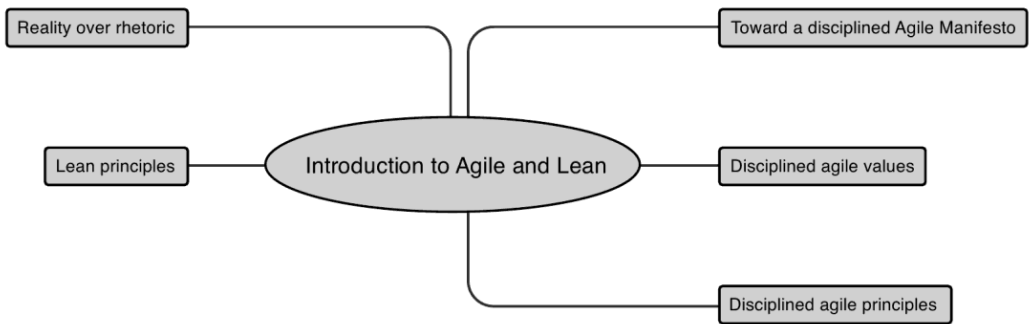 Reality over rhetoric
Toward a disciplined Agile Manifesto
Introduction to Agile and Lean
Lean principles
Disciplined agile values
Disciplined agile principles